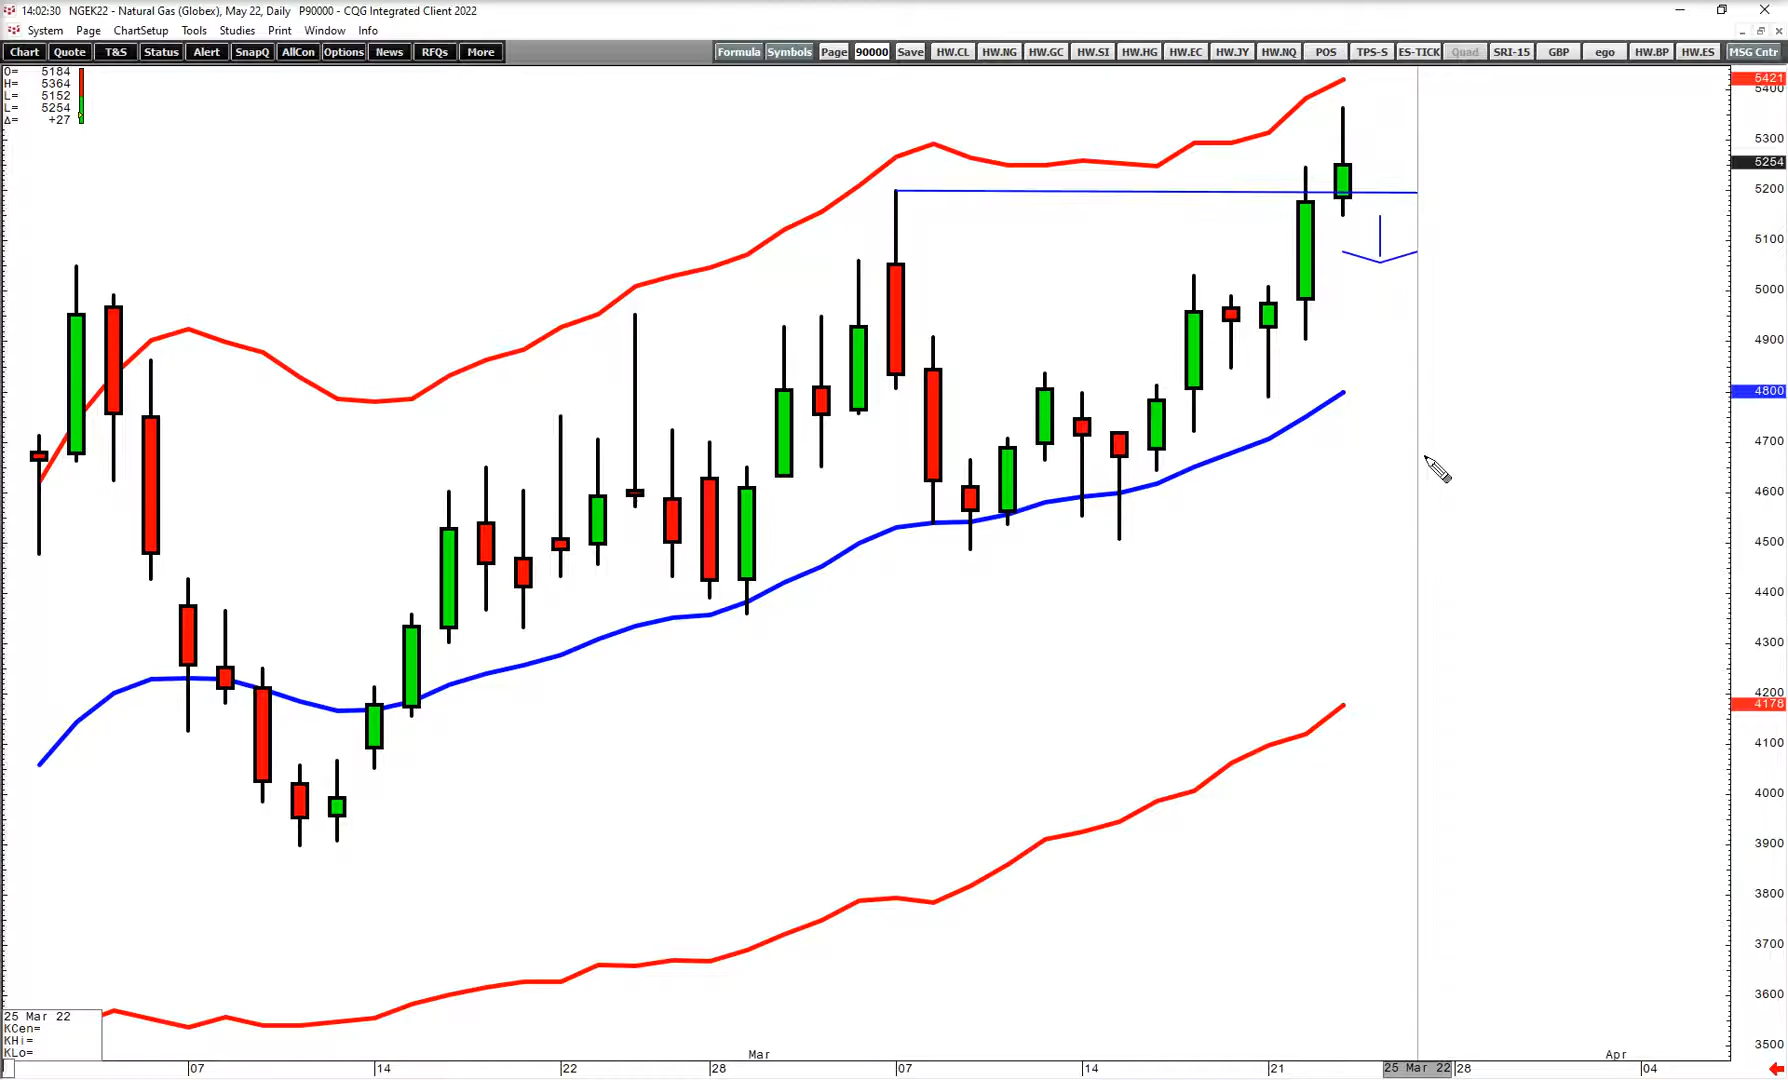 14:02:30 NGEK22 - Natural Gas (Globex), May 22, Daily P90000 - CQG Integrated Client 2022
System Page ChartSetup Tools Studies Print Window Info
Chart Quote T&S Status Alert SnapQ AllCon Options News RFQs More Formula Symbols Page 90000 Save HW.CL HW.NG HW.GC HW.SI HW.HG HW.EC HW.JY HW.NQ POS TPS-S ES-TICK Quad SRI-15 GBP ego HW.BP HW.ES MSG Cntr
O= 5184
H= 5364
L= 5152
L= 5254
Δ= +27
5421
5400
5300
5254
5200
5100
5000
4900
4800
4700
4600
4500
4400
4300
4200
4178
4100
4000
3900
3800
3700
3600
3500
25 Mar 22
KCen=
KHi=
KLo=
Mar Apr
07 14 22 28 07 14 21 25 Mar 22 28 04